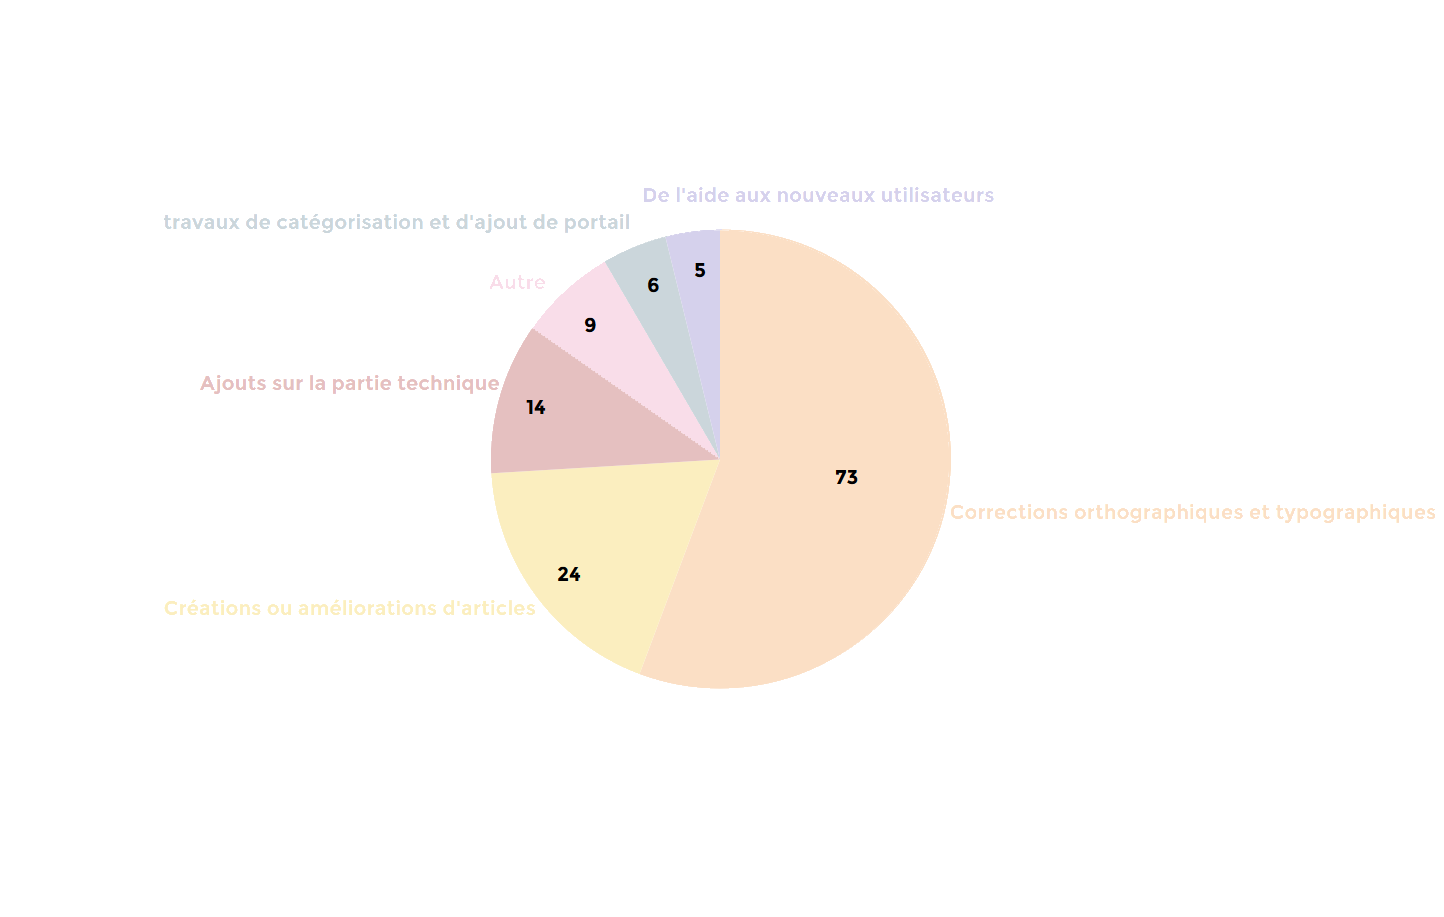 De l'aide aux nouveaux utilisateurs
travaux de catégorisation et d'ajout de portail
5
6
Autre
9
Ajouts sur la partie technique
14
73
Corrections orthographiques et typographiques
24
Créations ou améliorations d'articles